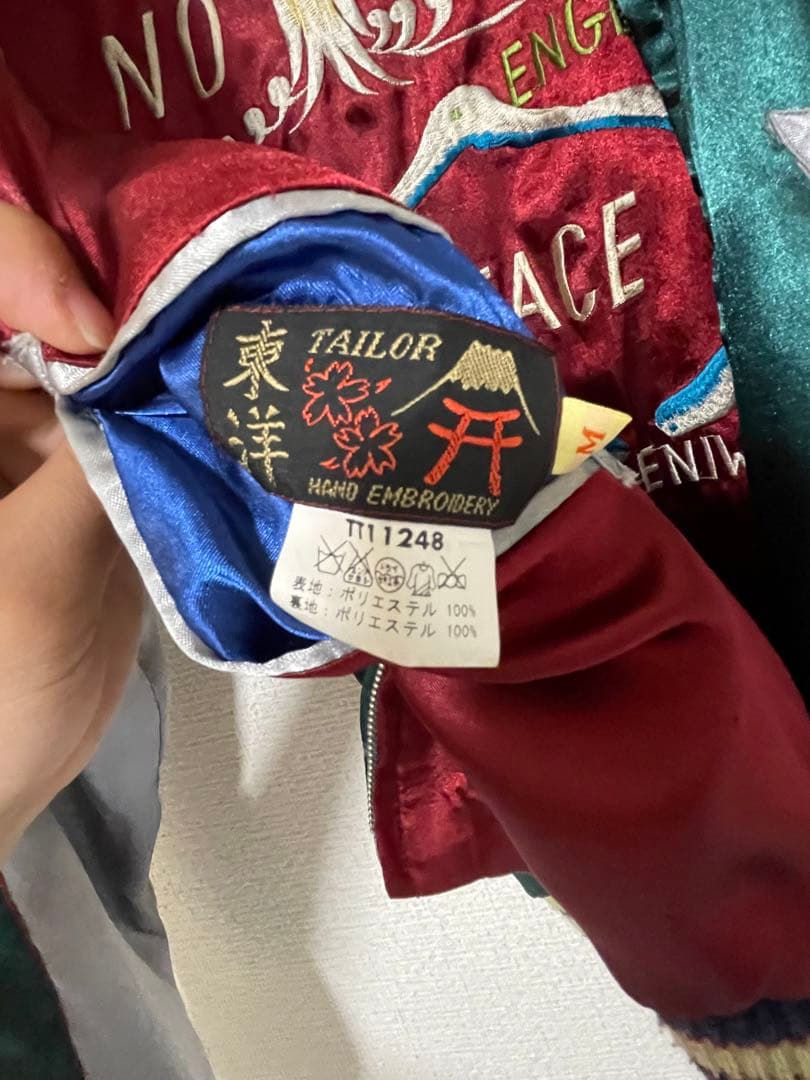 NO
ENGE
ACE
ENIW
東洋
TAILOR
HAND EMBROIDERY
M
TT11248
表地:ポリエステル 100%
裏地:ポリエステル 100%